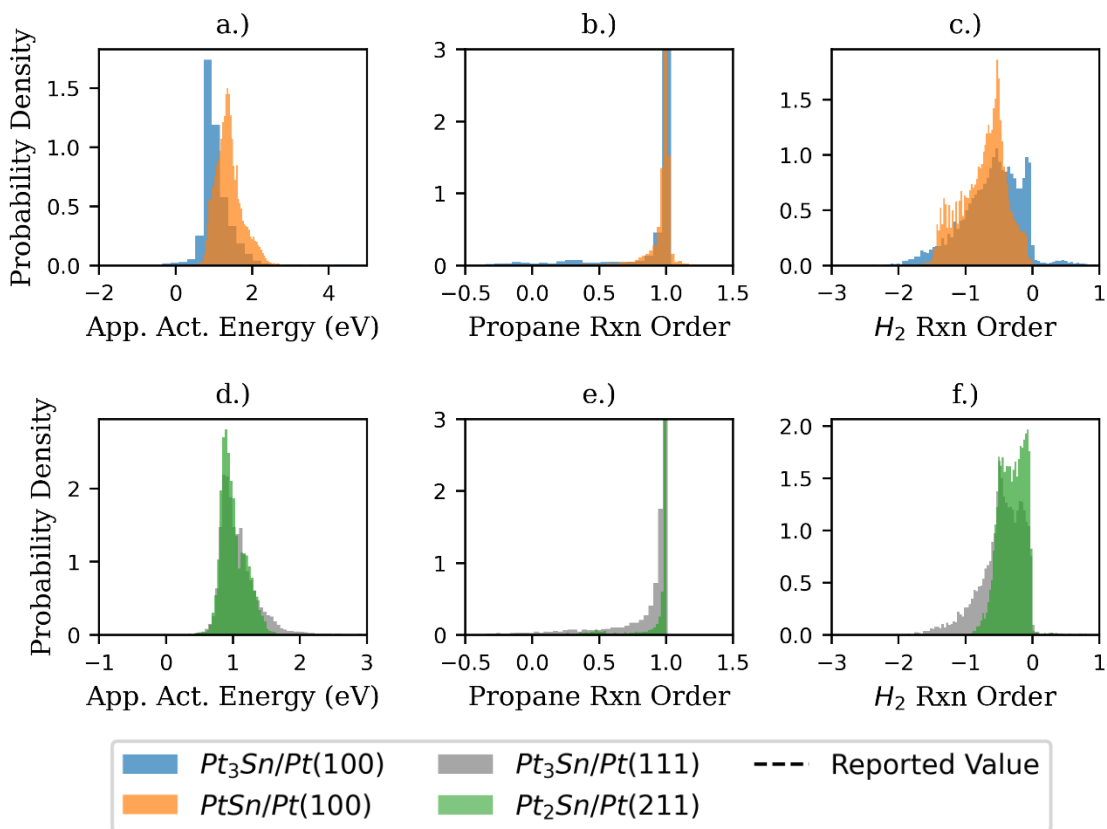 a.)
b.)
c.)
Probability Density
1.5
1.0
0.5
0.0
−2 0 2 4
App. Act. Energy (eV)
3
2
1
0
−0.5 0.0 0.5 1.0 1.5
Propane Rxn Order
1.5
1.0
0.5
0.0
−3 −2 −1 0 1
H₂ Rxn Order
d.)
e.)
f.)
Probability Density
2
1
0
−1 0 1 2 3
App. Act. Energy (eV)
3
2
1
0
−0.5 0.0 0.5 1.0 1.5
Propane Rxn Order
2.0
1.5
1.0
0.5
0.0
−3 −2 −1 0 1
H₂ Rxn Order
Pt₃Sn/Pt(100)
PtSn/Pt(100)
Pt₃Sn/Pt(111)
Pt₂Sn/Pt(211)
Reported Value